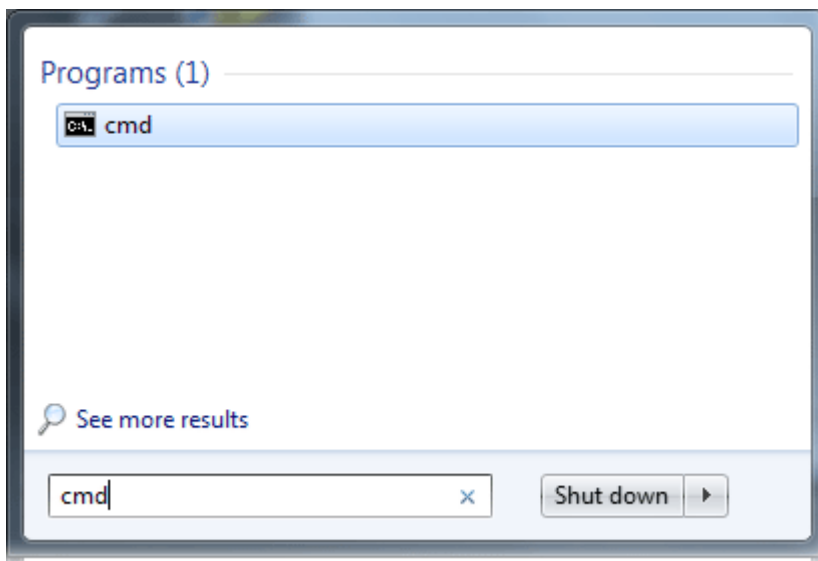 Programs (1)
C:\. cmd
See more results
cmd
Shut down